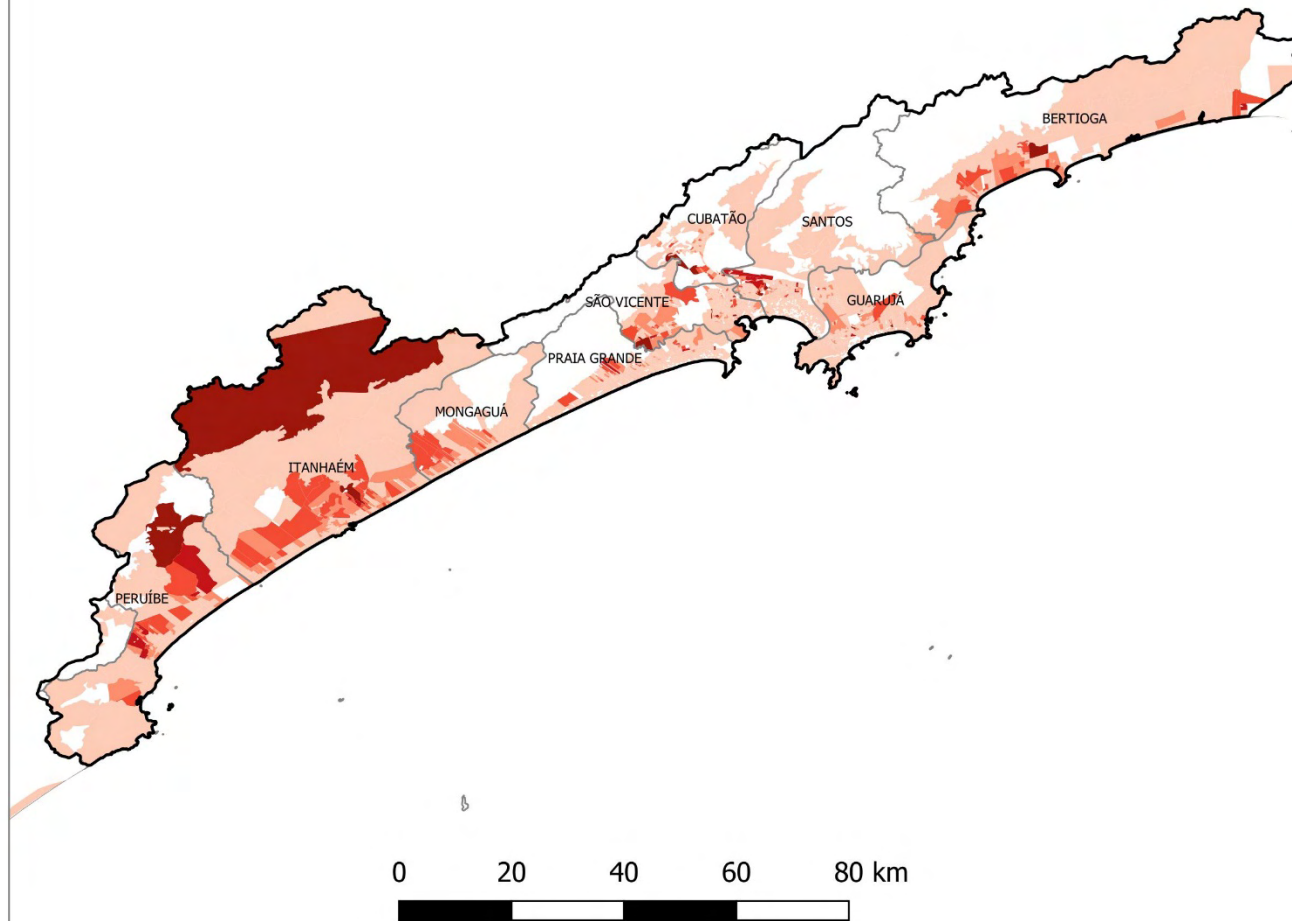 BERTIOGA
CUBATÃO
SANTOS
SÃO VICENTE
GUARUJÁ
PRAIA GRANDE
MONGAGUÁ
ITANHAÉM
PERUÍBE
0 20 40 60 80 km